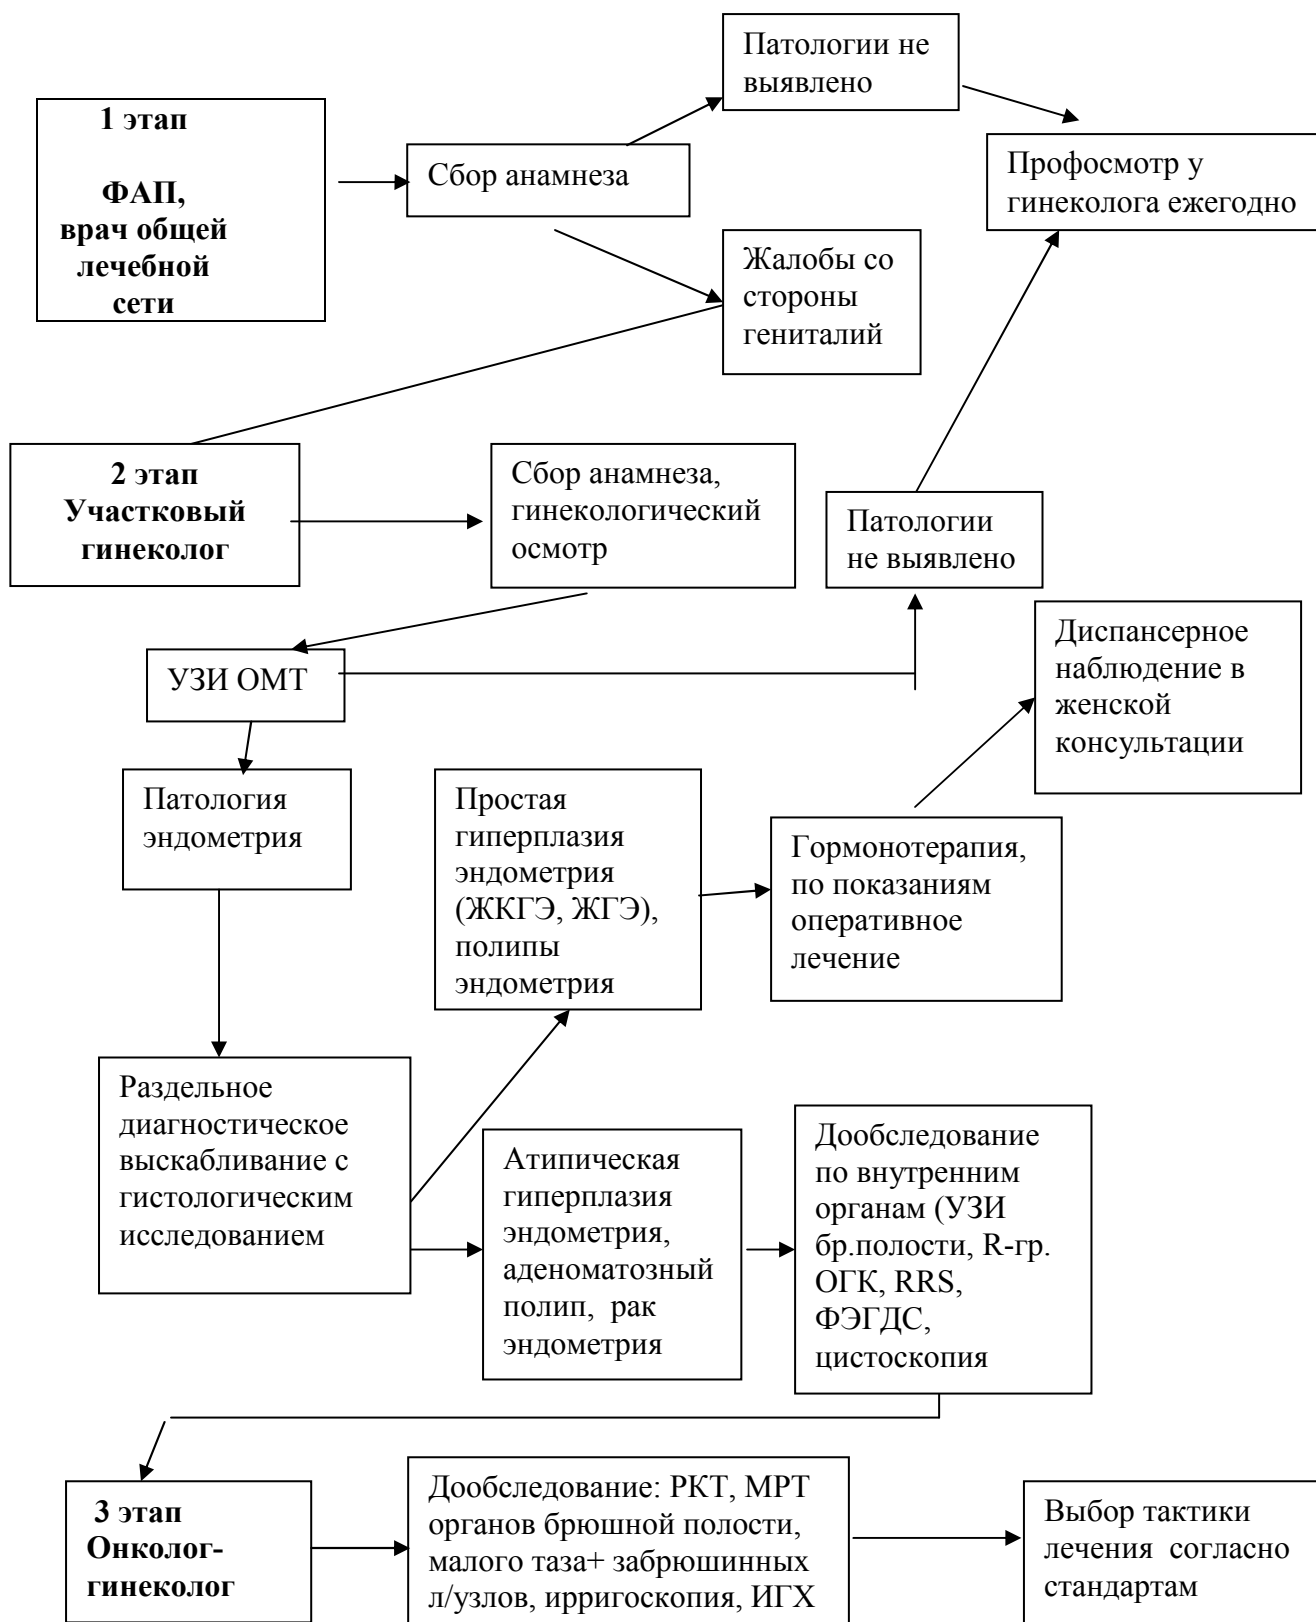 Патологии не
выявлено
1 этап
ФАП,
врач общей
лечебной
сети
Сбор анамнеза
Профосмотр у
гинеколога ежегодно
Жалобы со
стороны
гениталий
2 этап
Участковый
гинеколог
Сбор анамнеза,
гинекологический
осмотр
Патологии
не выявлено
УЗИ ОМТ
Диспансерное
наблюдение в
женской
консультации
Патология
эндометрия
Простая
гиперплазия
эндометрия
(ЖКГЭ, ЖГЭ),
полипы
эндометрия
Гормонотерапия,
по показаниям
оперативное
лечение
Раздельное
диагностическое
выскабливание с
гистологическим
исследованием
Атипическая
гиперплазия
эндометрия,
аденоматозный
полип, рак
эндометрия
Дообследование
по внутренним
органам (УЗИ
бр.полости, R-гр.
ОГК, RRS,
ФЭГДС,
цистоскопия
3 этап
Онколог-
гинеколог
Дообследование: РКТ, МРТ
органов брюшной полости,
малого таза+ забрюшинных
л/узлов, ирригоскопия, ИГХ
Выбор тактики
лечения согласно
стандартам